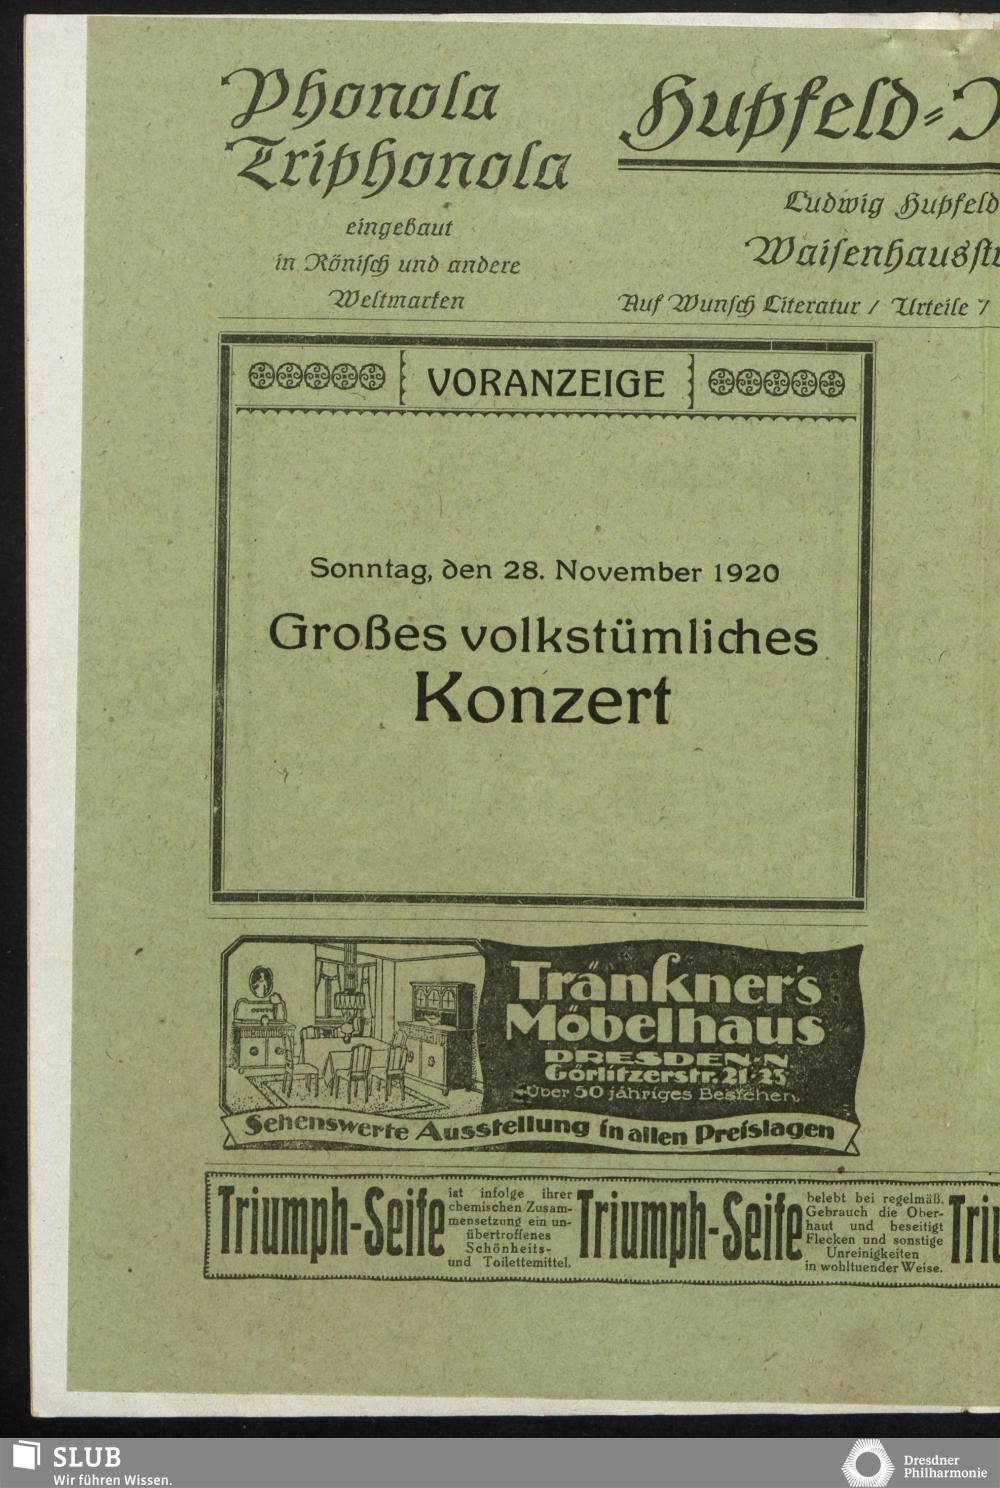 Phonola
Triphonola
eingebaut
in Rönisch und andere
Weltmarken
Hupfeld=
Ludwig Hupfeld
Waisenhausst
Auf Wunsch Literatur / Urteile /
VORANZEIGE
Sonntag, den 28. November 1920
Großes volkstümliches
Konzert
Tränkner's
Möbelhaus
DRESDEN-N
Görlitzerstr. 21-23
Über 50 jähriges Bestehen
Sehenswerte Ausstellung in allen Preislagen
Triumph-Seife
ist infolge ihrer
chemischen Zusam-
mensetzung ein un-
übertroffenes
Schönheits-
und Toilettemittel.
Triumph-Seife
belebt bei regelmäß.
Gebrauch die Ober-
haut und beseitigt
Flecken und sonstige
Unreinigkeiten
in wohltuender Weise.
Triu
SLUB
Wir führen Wissen.
Dresdner
Philharmonie